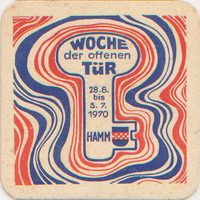 WOCHE
der offenen
TÜR
28.6.
bis
5.7.
1970
HAMM